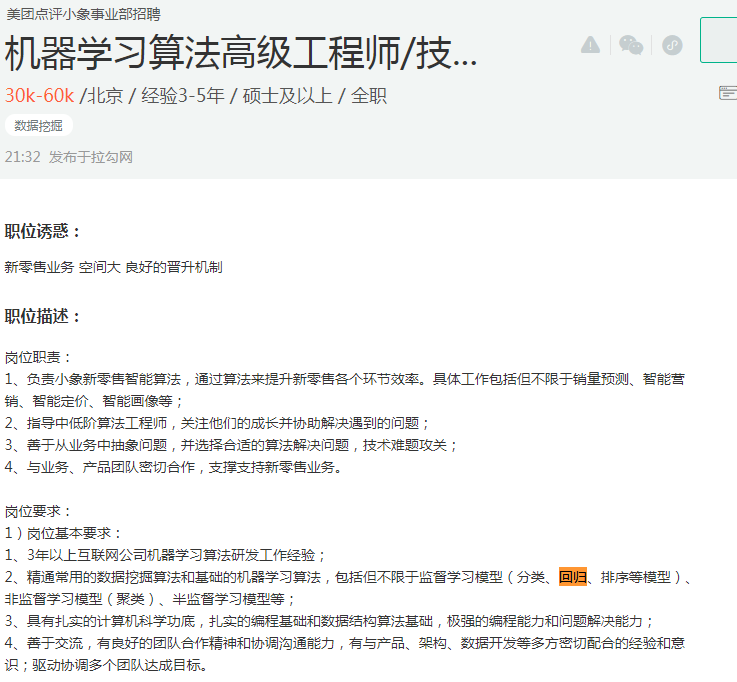 美团点评小象事业部招聘
机器学习算法高级工程师/技...
30k-60k /北京 / 经验3-5年 / 硕士及以上 / 全职
数据挖掘
21:32 发布于拉勾网
职位诱惑：
新零售业务 空间大 良好的晋升机制
职位描述：
岗位职责：
1、负责小象新零售智能算法，通过算法来提升新零售各个环节效率。具体工作包括但不限于销量预测、智能营
销、智能定价、智能画像等；
2、指导中低阶算法工程师，关注他们的成长并协助解决遇到的问题；
3、善于从业务中抽象问题，并选择合适的算法解决问题，技术难题攻关；
4、与业务、产品团队密切合作，支撑支持新零售业务。
岗位要求：
1）岗位基本要求：
1、3年以上互联网公司机器学习算法研发工作经验；
2、精通常用的数据挖掘算法和基础的机器学习算法，包括但不限于监督学习模型（分类、回归、排序等模型）、
非监督学习模型（聚类）、半监督学习模型等；
3、具有扎实的计算机科学功底，扎实的编程基础和数据结构算法基础，极强的编程能力和问题解决能力；
4、善于交流，有良好的团队合作精神和协调沟通能力，有与产品、架构、数据开发等多方密切配合的经验和意
识；驱动协调多个团队达成目标。